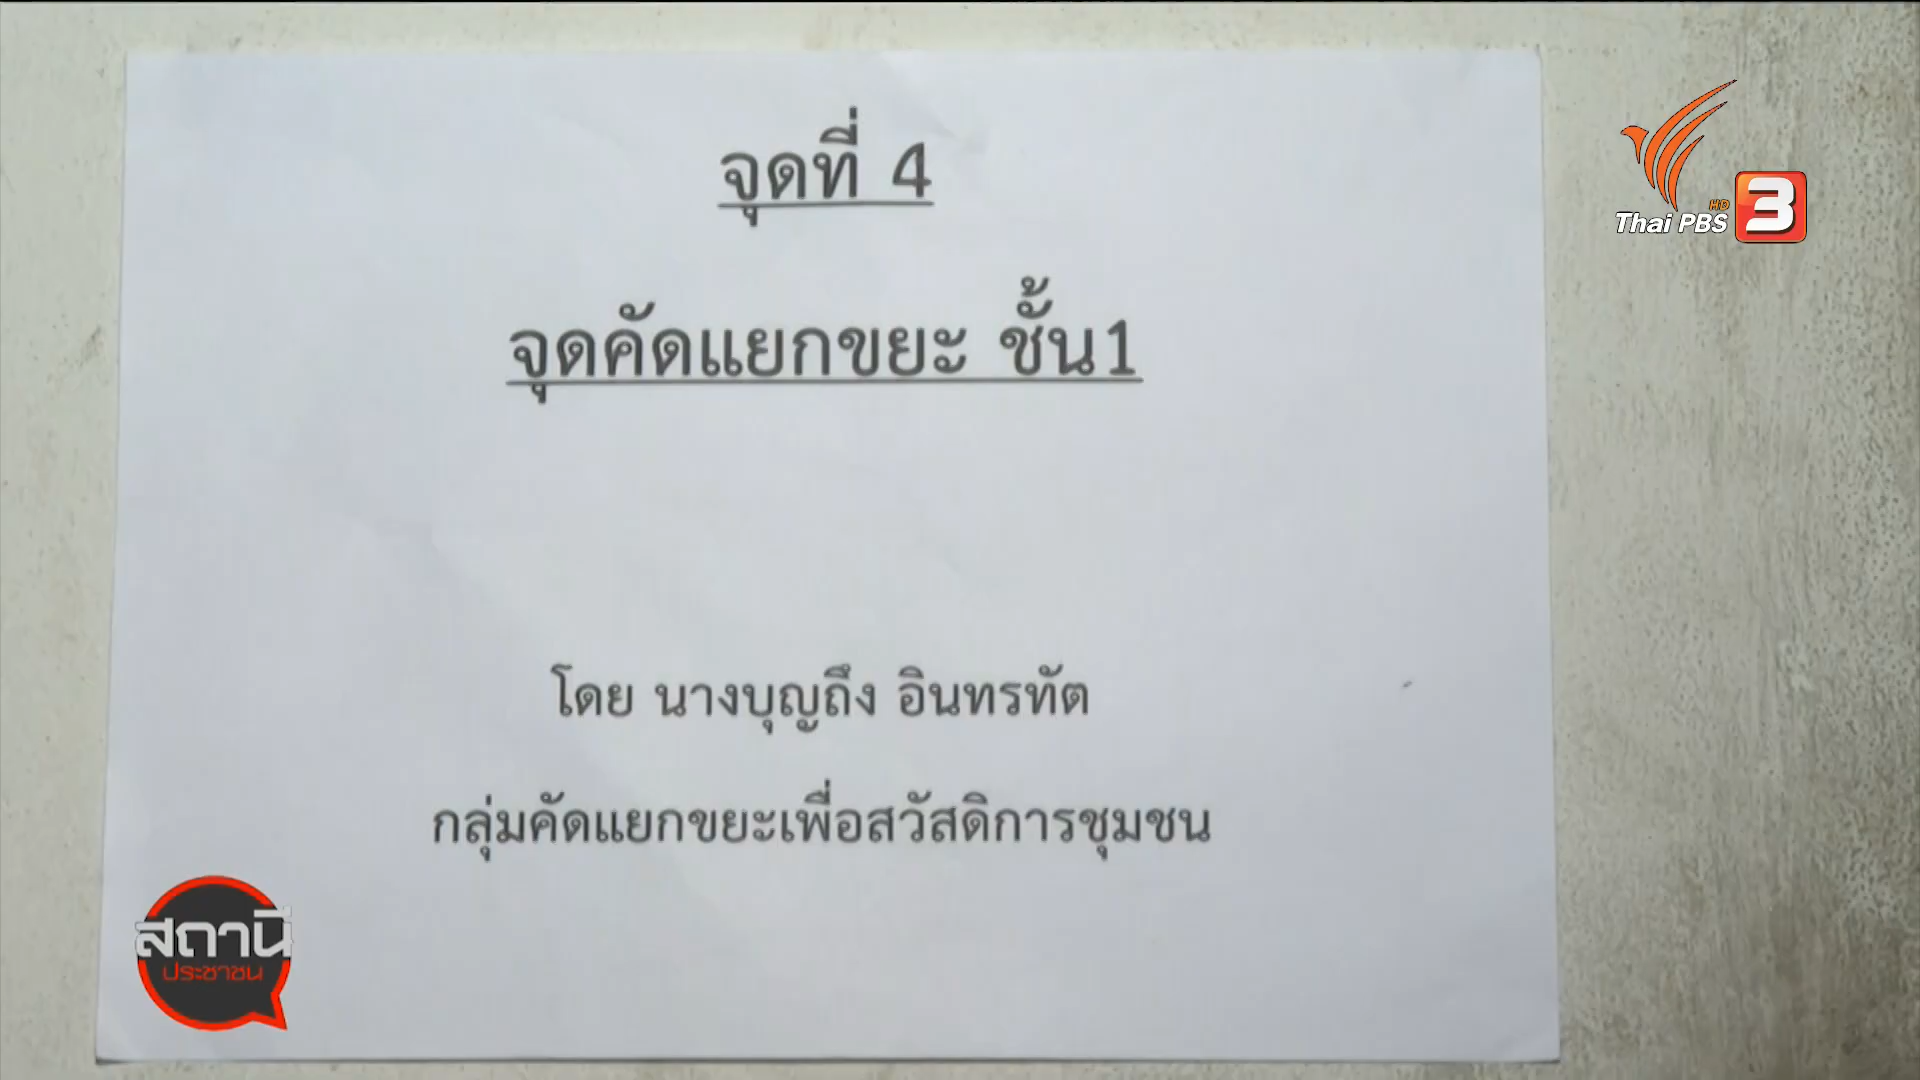 จุดที่ 4
จุดคัดแยกขยะ ชั้น1
โดย นางบุญถึง อินทรทัต
กลุ่มคัดแยกขยะเพื่อสวัสดิการชุมชน
Thai PBS HD 3
สถานี
ประชาชน